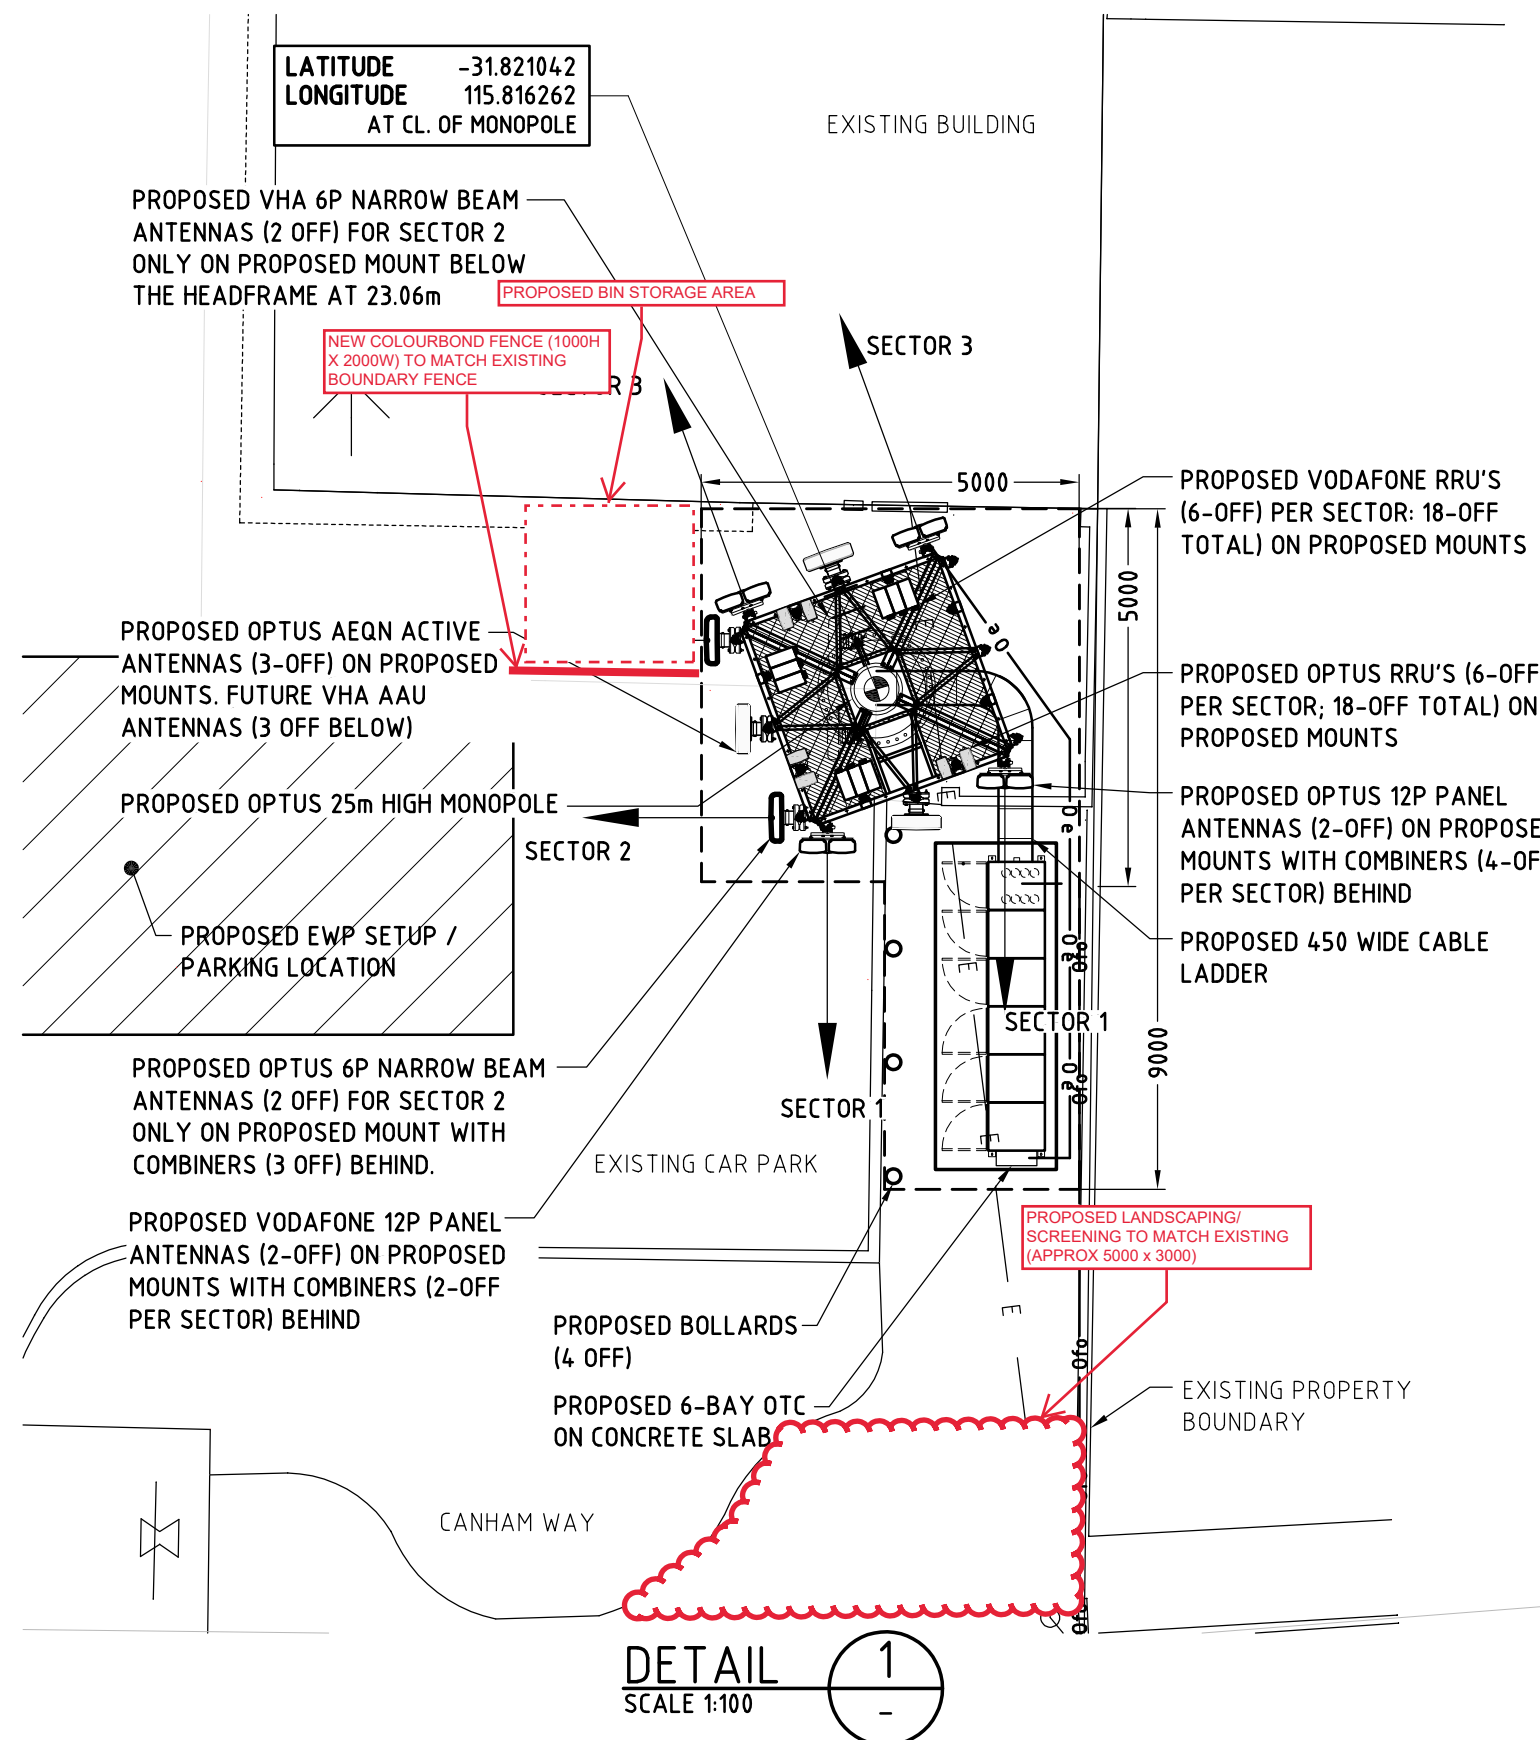 LATITUDE -31.821042
LONGITUDE 115.816262
AT CL. OF MONOPOLE
EXISTING BUILDING
PROPOSED VHA 6P NARROW BEAM
ANTENNAS (2 OFF) FOR SECTOR 2
ONLY ON PROPOSED MOUNT BELOW
THE HEADFRAME AT 23.06m
PROPOSED BIN STORAGE AREA
NEW COLOURBOND FENCE (1000H
X 2000W) TO MATCH EXISTING
BOUNDARY FENCE
R 3
SECTOR 3
5000
PROPOSED VODAFONE RRU'S
(6-OFF) PER SECTOR: 18-OFF
TOTAL) ON PROPOSED MOUNTS
5000
9000
PROPOSED OPTUS AEQN ACTIVE
ANTENNAS (3-OFF) ON PROPOSED
MOUNTS. FUTURE VHA AAU
ANTENNAS (3 OFF BELOW)
PROPOSED OPTUS RRU'S (6-OFF
PER SECTOR; 18-OFF TOTAL) ON
PROPOSED MOUNTS
PROPOSED OPTUS 25m HIGH MONOPOLE
SECTOR 2
PROPOSED OPTUS 12P PANEL
ANTENNAS (2-OFF) ON PROPOSE
MOUNTS WITH COMBINERS (4-OF
PER SECTOR) BEHIND
PROPOSED EWP SETUP /
PARKING LOCATION
PROPOSED 450 WIDE CABLE
LADDER
SECTOR 1
SECTOR 1
PROPOSED OPTUS 6P NARROW BEAM
ANTENNAS (2 OFF) FOR SECTOR 2
ONLY ON PROPOSED MOUNT WITH
COMBINERS (3 OFF) BEHIND.
EXISTING CAR PARK
PROPOSED VODAFONE 12P PANEL
ANTENNAS (2-OFF) ON PROPOSED
MOUNTS WITH COMBINERS (2-OFF
PER SECTOR) BEHIND
PROPOSED LANDSCAPING/
SCREENING TO MATCH EXISTING
(APPROX 5000 x 3000)
PROPOSED BOLLARDS
(4 OFF)
PROPOSED 6-BAY OTC
ON CONCRETE SLAB
EXISTING PROPERTY
BOUNDARY
CANHAM WAY
E
E
E
E
Oe
Oe
Oe
Oe
Ofo
Ofo
Ofo
Ofo
DETAIL
SCALE 1:100
1
-